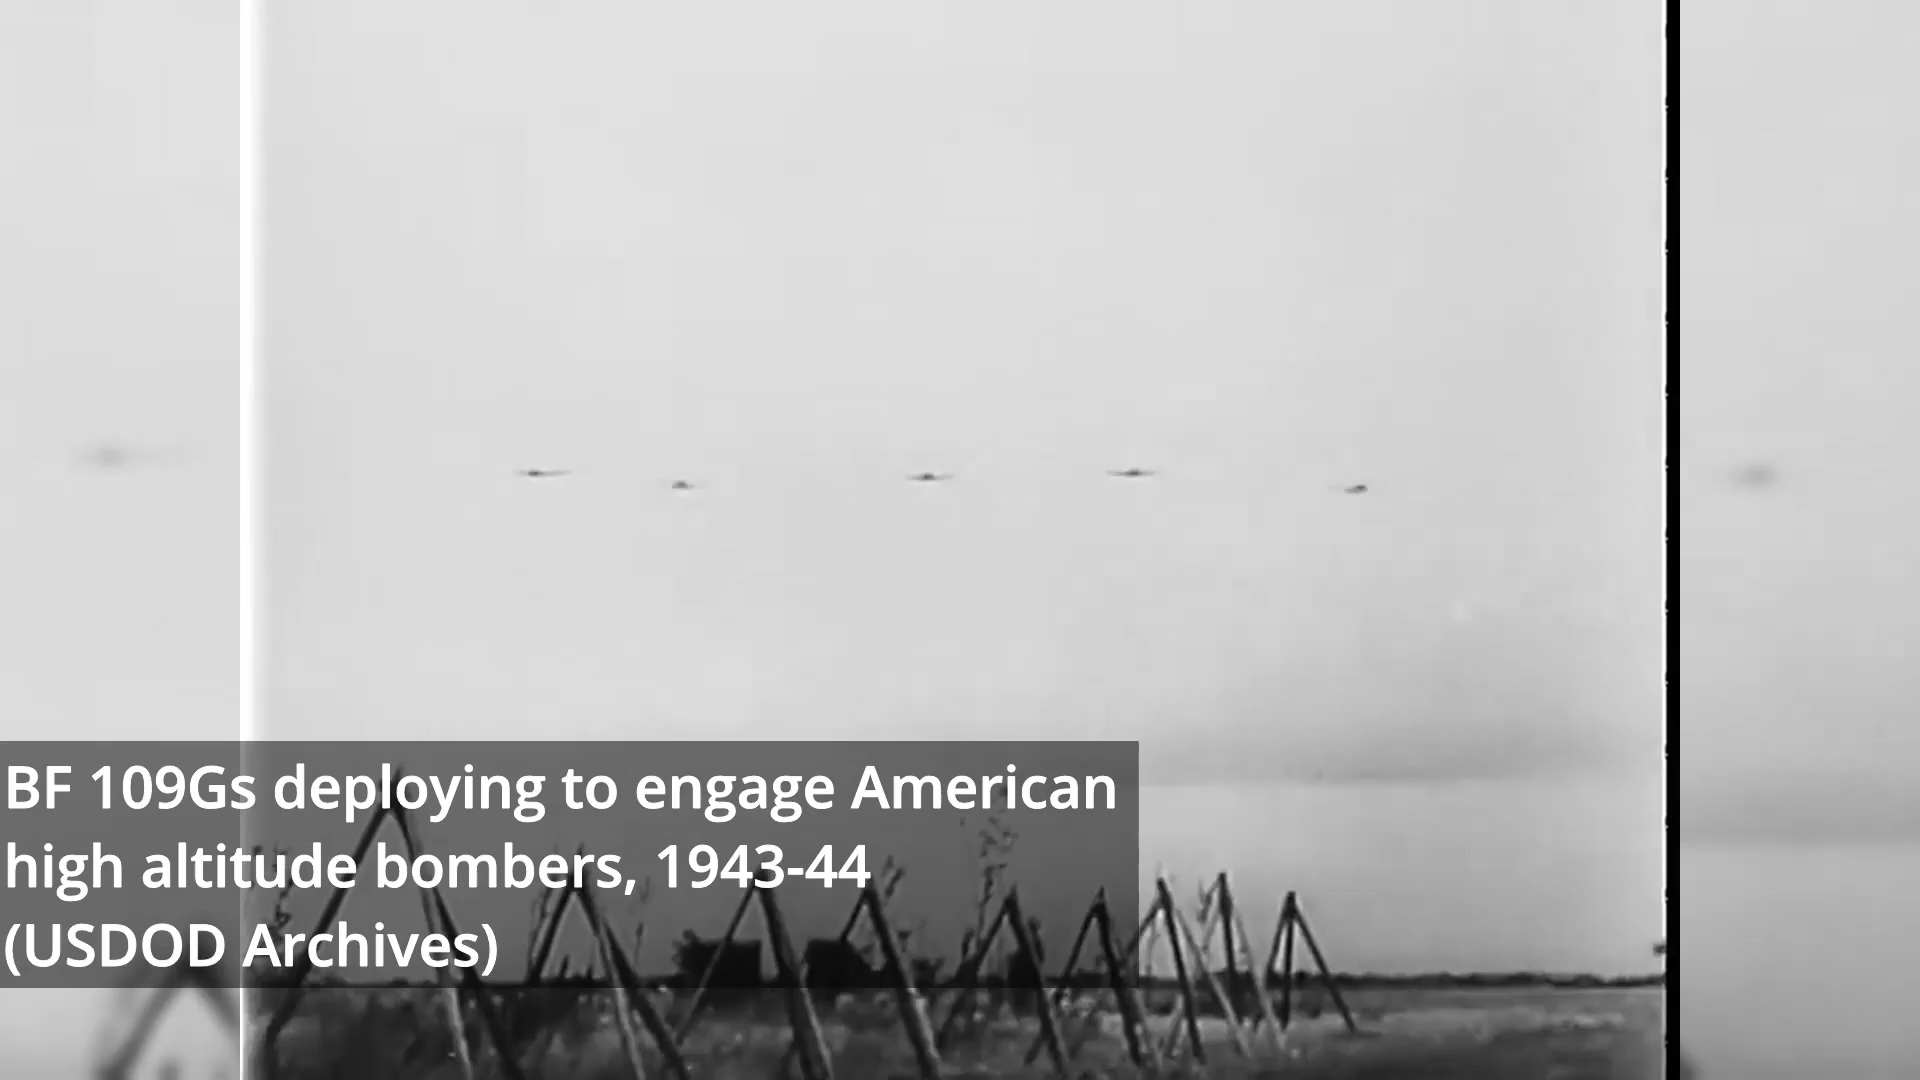 BF 109Gs deploying to engage American
high altitude bombers, 1943-44
(USDOD Archives)